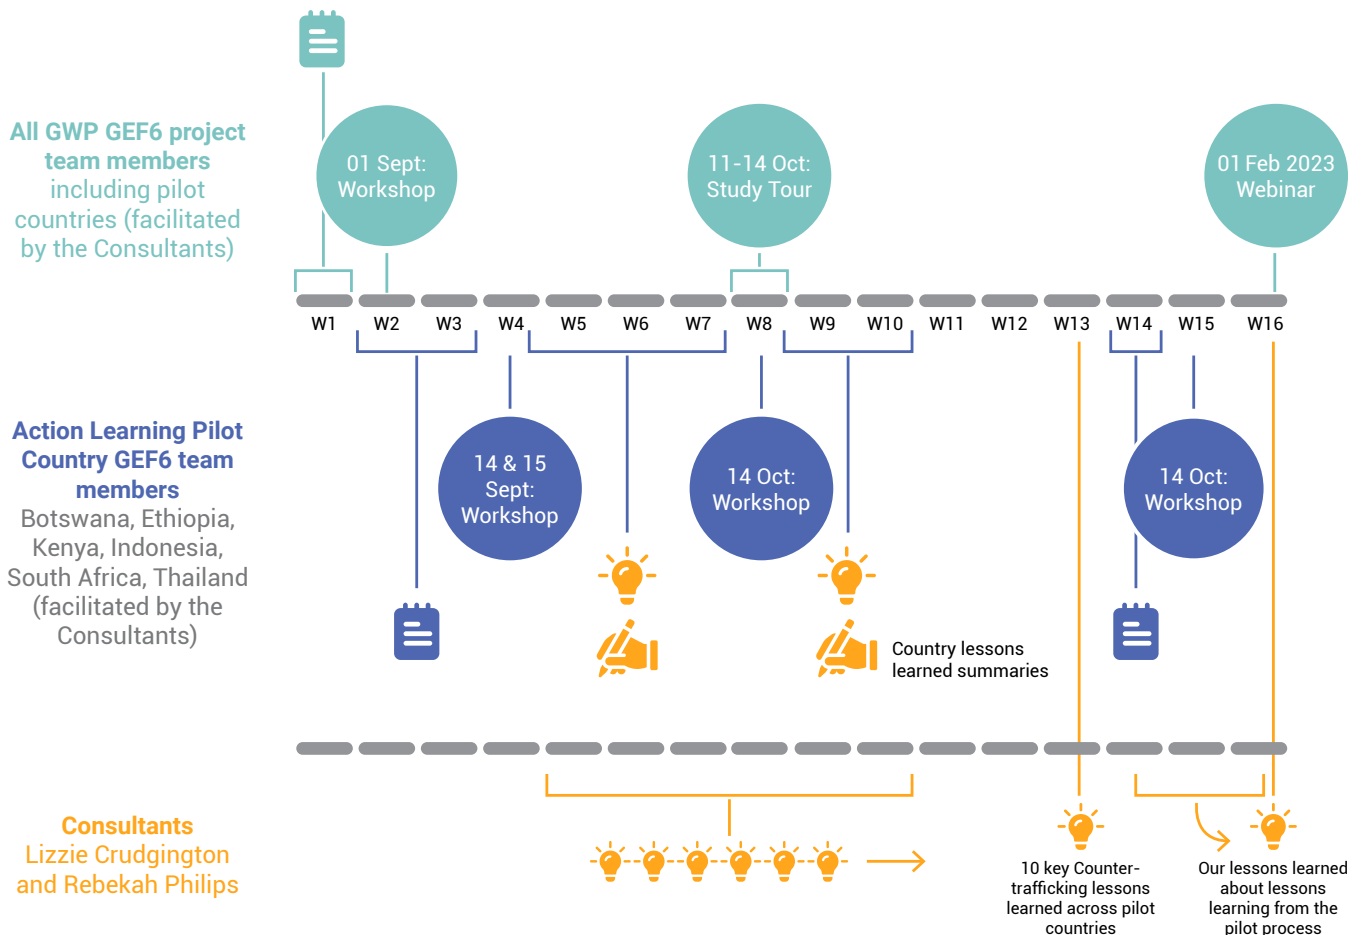 All GWP GEF6 project
team members
including pilot
countries (facilitated
by the Consultants)
01 Sept:
Workshop
11-14 Oct:
Study Tour
01 Feb 2023
Webinar
W1 W2 W3 W4 W5 W6 W7 W8 W9 W10 W11 W12 W13 W14 W15 W16
Action Learning Pilot
Country GEF6 team
members
Botswana, Ethiopia,
Kenya, Indonesia,
South Africa, Thailand
(facilitated by the
Consultants)
14 & 15
Sept:
Workshop
14 Oct:
Workshop
14 Oct:
Workshop
Country lessons
learned summaries
Consultants
Lizzie Crudgington
and Rebekah Philips
10 key Counter-
trafficking lessons
learned across pilot
countries
Our lessons learned
about lessons
learning from the
pilot process